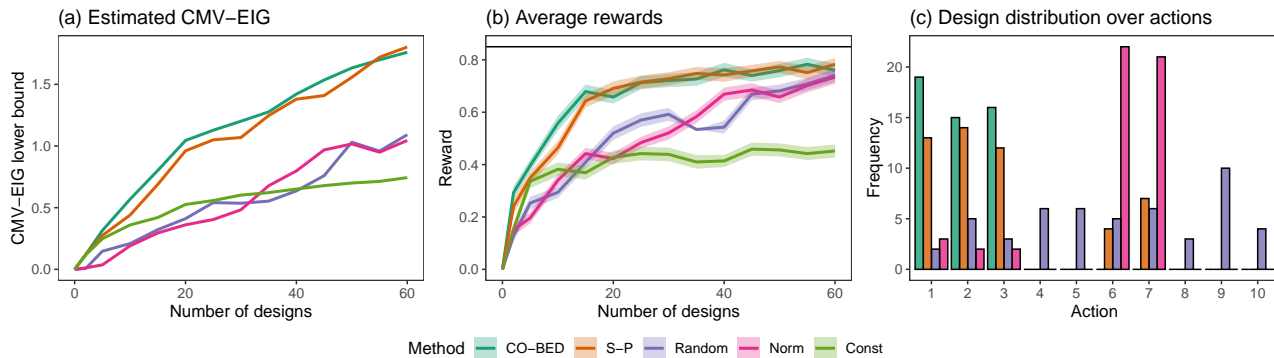 (a) Estimated CMV−EIG
CMV−EIG lower bound
1.5
1.0
0.5
0.0
0
20
40
60
Number of designs
(b) Average rewards
Reward
0.8
0.6
0.4
0.2
0.0
0
20
40
60
Number of designs
(c) Design distribution over actions
Frequency
20
15
10
5
0
1 2 3 4 5 6 7 8 9 10
Action
Method CO−BED S−P Random Norm Const